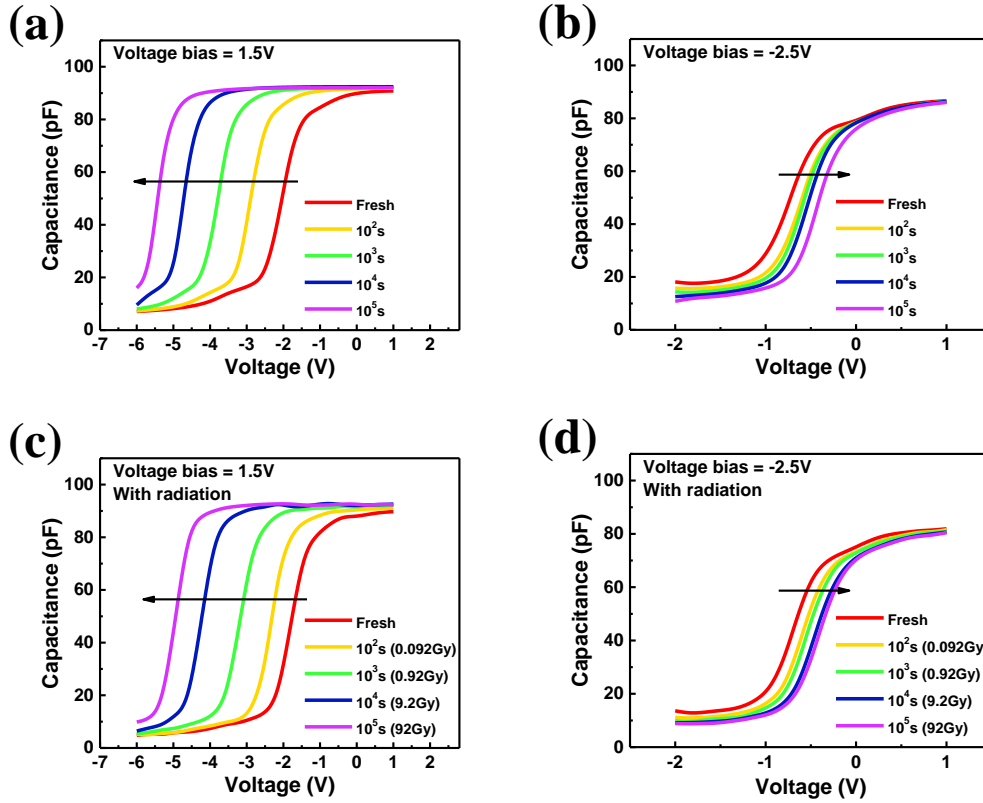 (a)
Voltage bias = 1.5V
Capacitance (pF)
100
80
60
40
20
0
Fresh
10²s
10³s
10⁴s
10⁵s
-7 -6 -5 -4 -3 -2 -1 0 1 2
Voltage (V)
(b)
Voltage bias = -2.5V
Capacitance (pF)
100
80
60
40
20
0
Fresh
10²s
10³s
10⁴s
10⁵s
-2 -1 0 1
Voltage (V)
(c)
Voltage bias = 1.5V
With radiation
Capacitance (pF)
100
80
60
40
20
0
Fresh
10²s (0.092Gy)
10³s (0.92Gy)
10⁴s (9.2Gy)
10⁵s (92Gy)
-7 -6 -5 -4 -3 -2 -1 0 1 2
Voltage (V)
(d)
Voltage bias = -2.5V
With radiation
Capacitance (pF)
100
80
60
40
20
0
Fresh
10²s (0.092Gy)
10³s (0.92Gy)
10⁴s (9.2Gy)
10⁵s (92Gy)
-2 -1 0 1
Voltage (V)